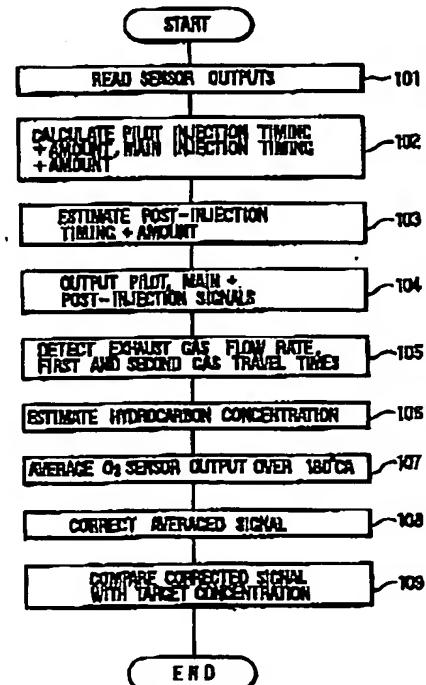 START
READ SENSOR OUTPUTS
101
CALCULATE PILOT INJECTION TIMING
+ AMOUNT, MAIN INJECTION TIMING
+ AMOUNT
102
ESTIMATE POST-INJECTION
TIMING + AMOUNT
103
OUTPUT PILOT, MAIN +
POST-INJECTION SIGNALS
104
DETECT EXHAUST GAS FLOW RATE,
FIRST AND SECOND GAS TRAVEL TIMES
105
ESTIMATE HYDROCARBON CONCENTRATION
106
AVERAGE O2 SENSOR OUTPUT OVER 180°CA
107
CORRECT AVERAGED SIGNAL
108
COMPARE CORRECTED SIGNAL
WITH TARGET CONCENTRATION
109
END